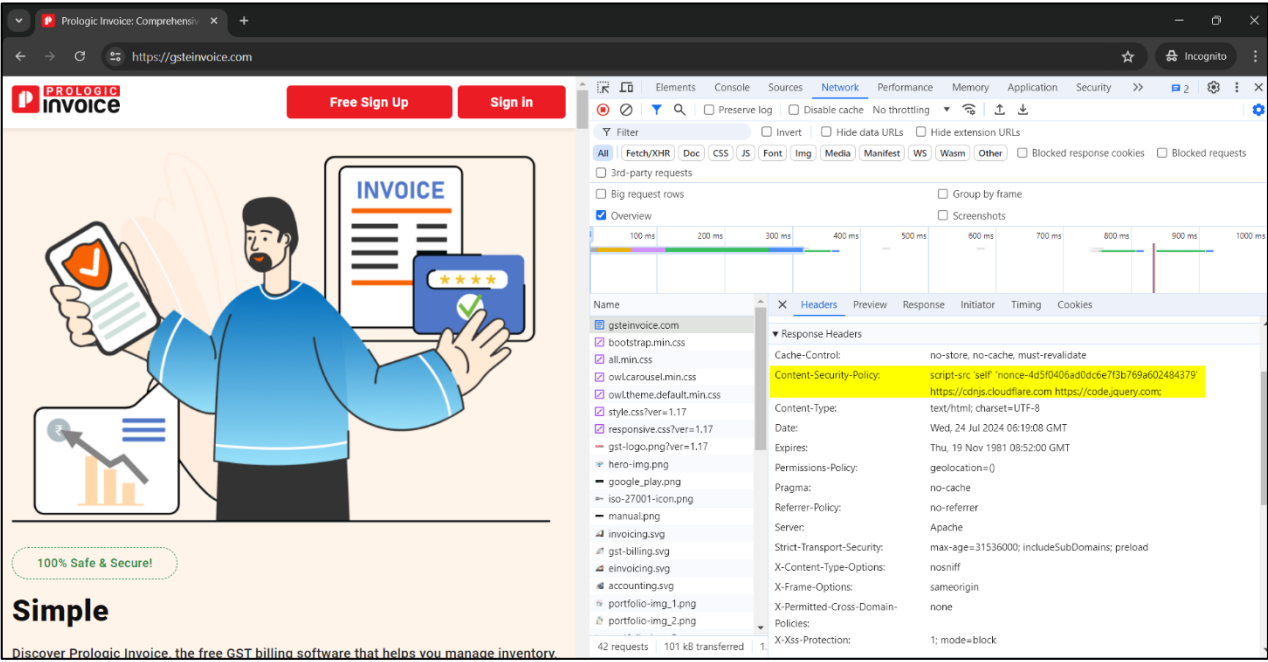 Prologic Invoice: Comprehensiv
https://gsteinvoice.com
Incognito
PROLOGIC
invoice
Free Sign Up
Sign in
INVOICE
****
₹
100% Safe & Secure!
Simple
Discover Prologic Invoice, the free GST billing software that helps you manage inventory,
Elements Console Sources Network Performance Memory Application Security 2
Preserve log Disable cache No throttling
Filter Invert Hide data URLs Hide extension URLs
All Fetch/XHR Doc CSS JS Font Img Media Manifest WS Wasm Other Blocked response cookies Blocked requests
3rd-party requests
Big request rows Group by frame
Overview Screenshots
100 ms 200 ms 300 ms 400 ms 500 ms 600 ms 700 ms 800 ms 900 ms 1000 ms
Name
gsteinvoice.com
bootstrap.min.css
all.min.css
owl.carousel.min.css
owl.theme.default.min.css
style.css?ver=1.17
responsive.css?ver=1.17
gst-logo.png?ver=1.17
hero-img.png
google_play.png
iso-27001-icon.png
manual.png
invoicing.svg
gst-billing.svg
einvoicing.svg
accounting.svg
portfolio-img_1.png
portfolio-img_2.png
42 requests 101 kB transferred 1.
Headers Preview Response Initiator Timing Cookies
Response Headers
Cache-Control: no-store, no-cache, must-revalidate
Content-Security-Policy: script-src 'self' 'nonce-4d5f0406ad0dc6e7f3b769a602484379'
https://cdnjs.cloudflare.com https://code.jquery.com;
Content-Type: text/html; charset=UTF-8
Date: Wed, 24 Jul 2024 06:19:08 GMT
Expires: Thu, 19 Nov 1981 08:52:00 GMT
Permissions-Policy: geolocation=()
Pragma: no-cache
Referrer-Policy: no-referrer
Server: Apache
Strict-Transport-Security: max-age=31536000; includeSubDomains; preload
X-Content-Type-Options: nosniff
X-Frame-Options: sameorigin
X-Permitted-Cross-Domain- none
Policies:
X-Xss-Protection: 1; mode=block